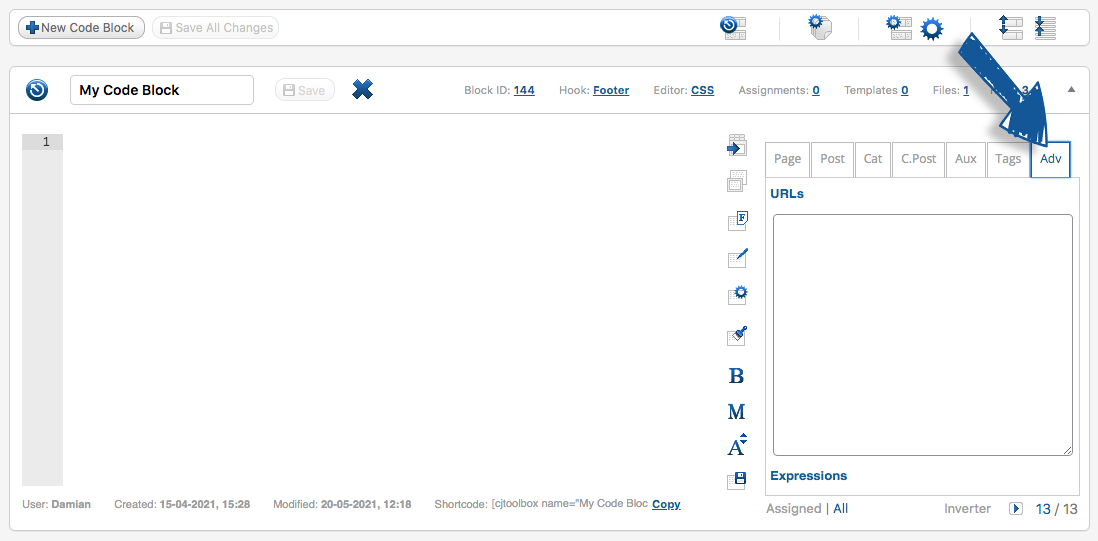 New Code Block Save All Changes
My Code Block Save Block ID: 144 Hook: Footer Editor: CSS Assignments: 0 Templates 0 Files: 1 3
1
Page Post Cat C.Post Aux Tags Adv
URLs
F
B
M
A
Expressions
User: Damian Created: 15-04-2021, 15:28 Modified: 20-05-2021, 12:18 Shortcode: [cjtoolbox name="My Code Bloc Copy
Assigned | All Inverter 13 / 13